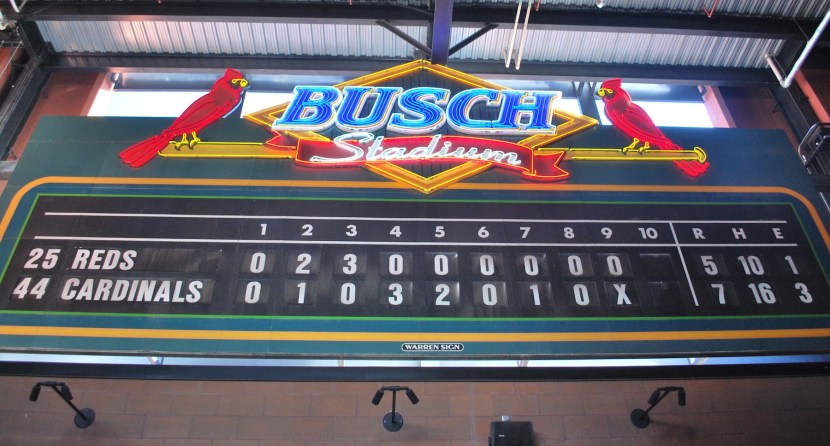 BUSCH
Stadium
1 2 3 4 5 6 7 8 9 10 R H E
25 REDS 0 2 3 0 0 0 0 0 0 5 10 1
44 CARDINALS 0 1 0 3 2 0 1 0 X 7 16 3
WARREN SIGN